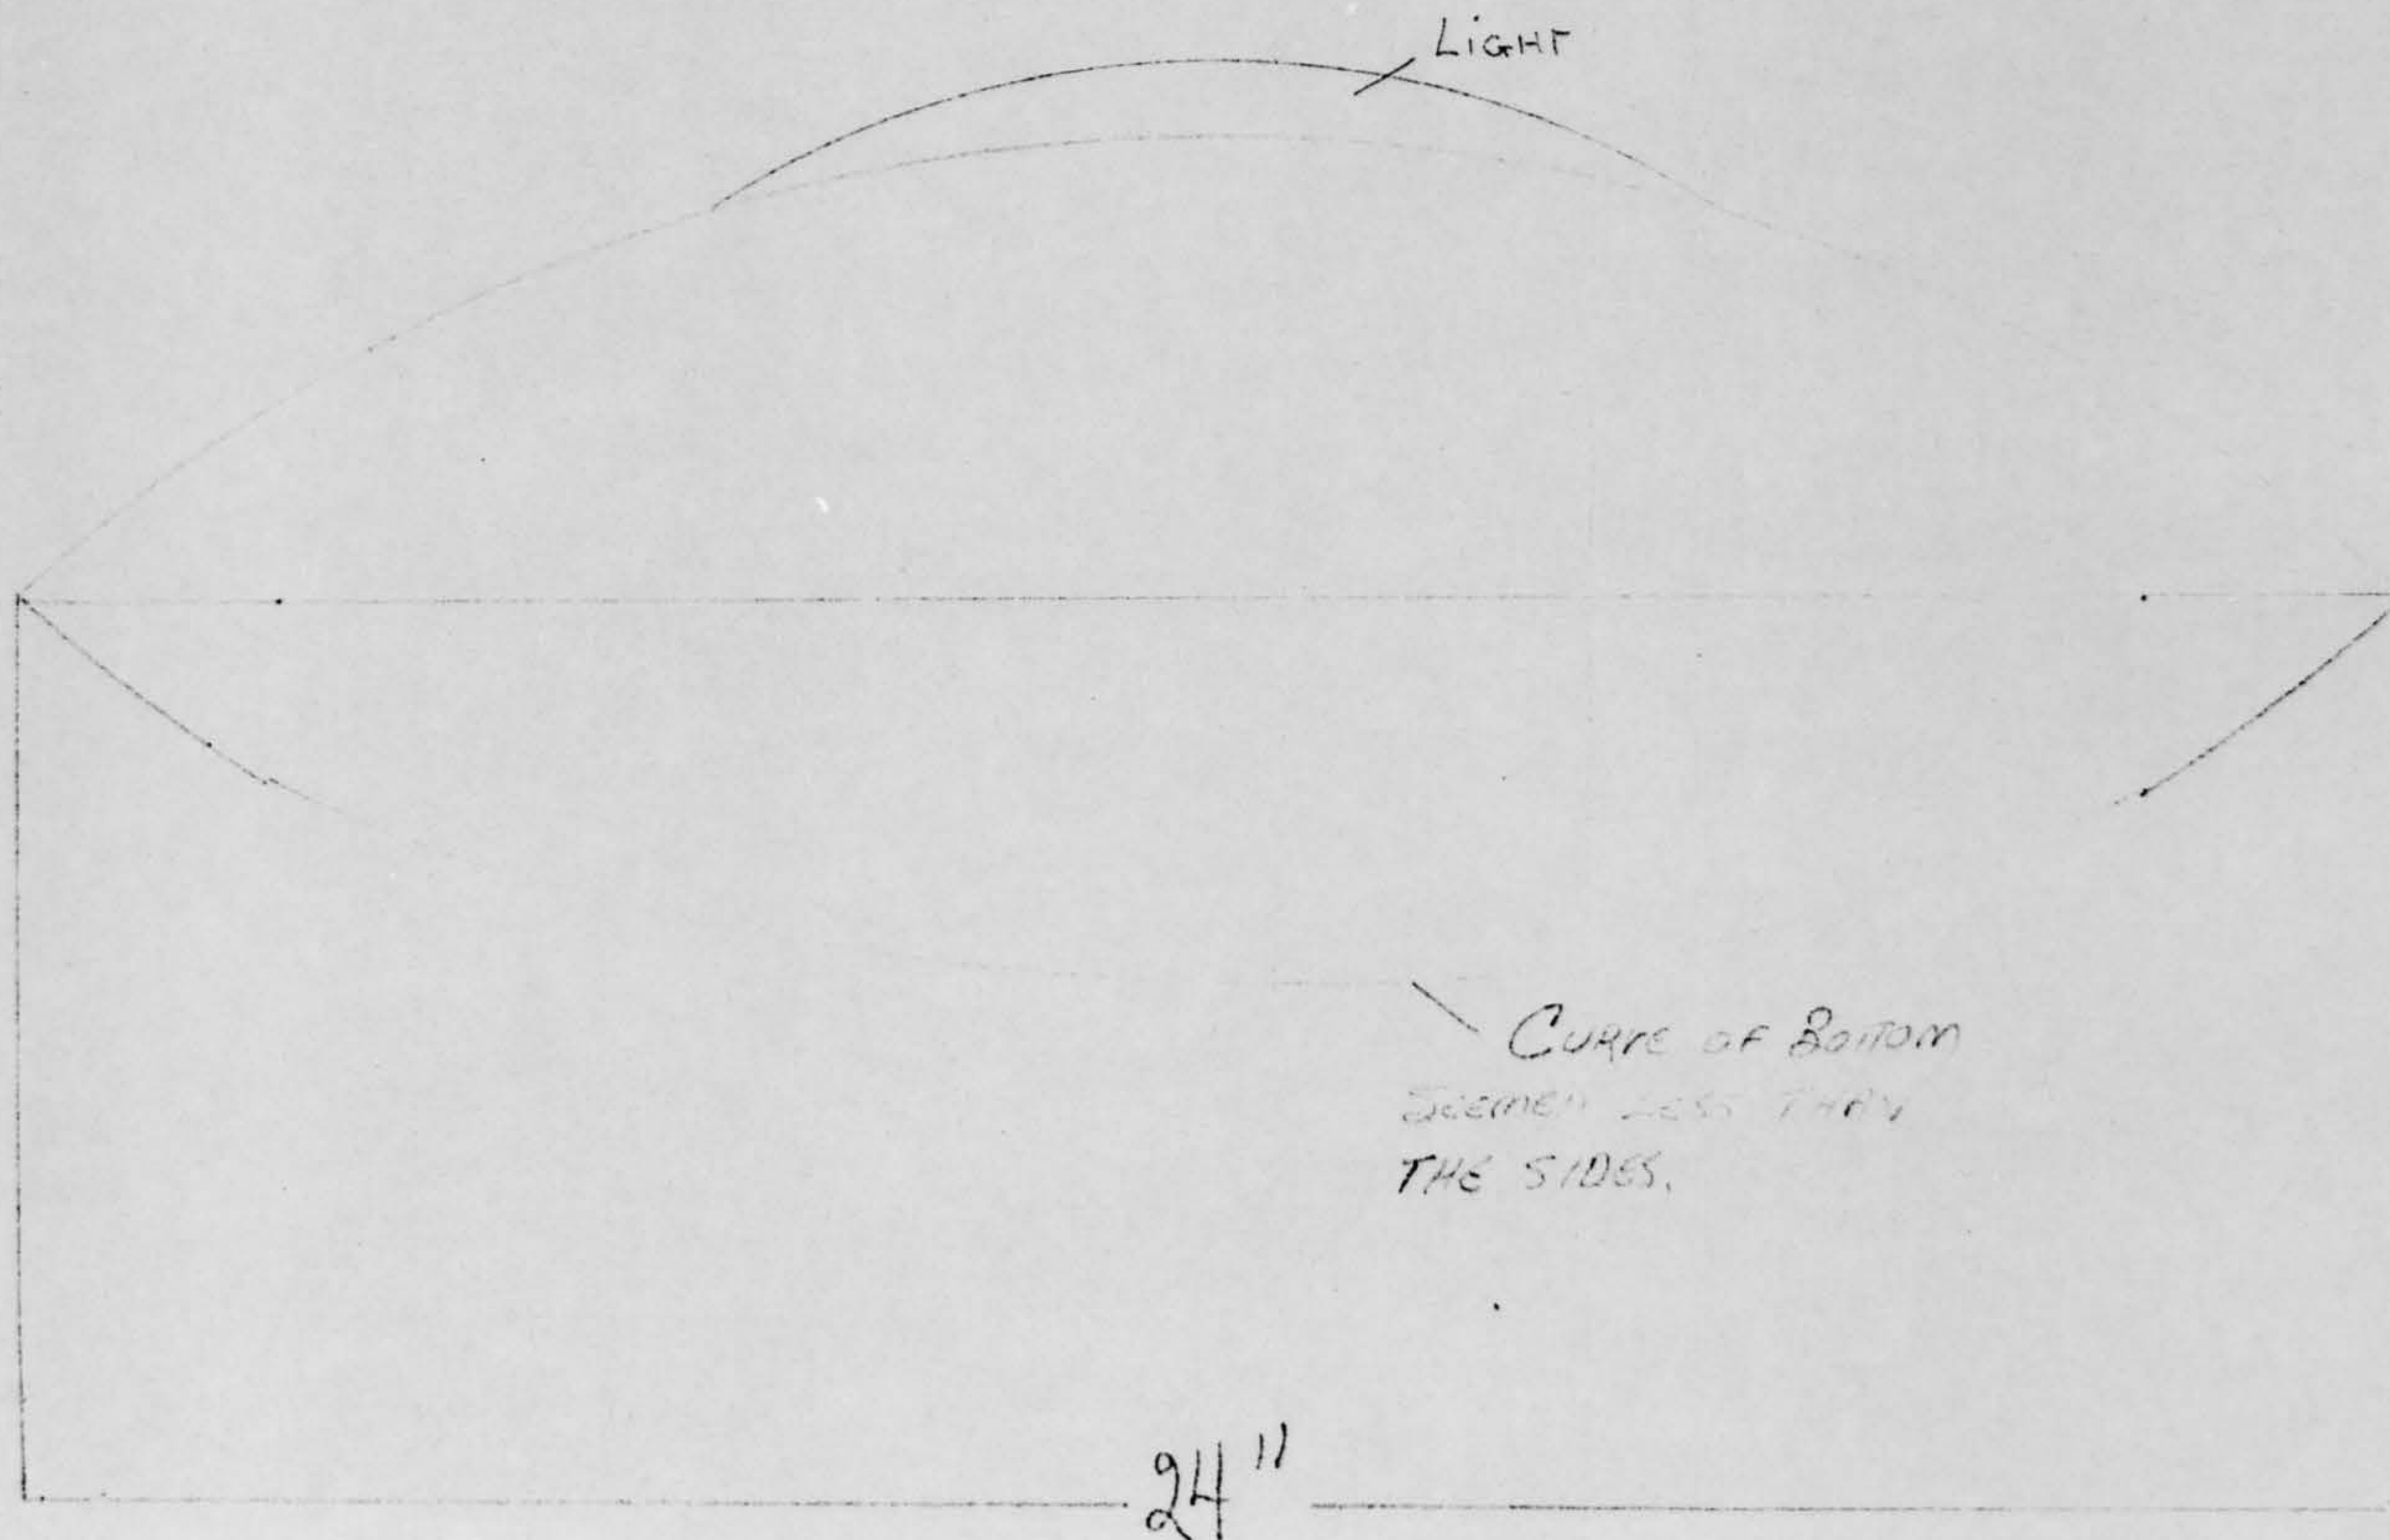 LiGHT
CURVE OF BOTTOM
SEEMED LESS THAN
THE SIDES.
24"